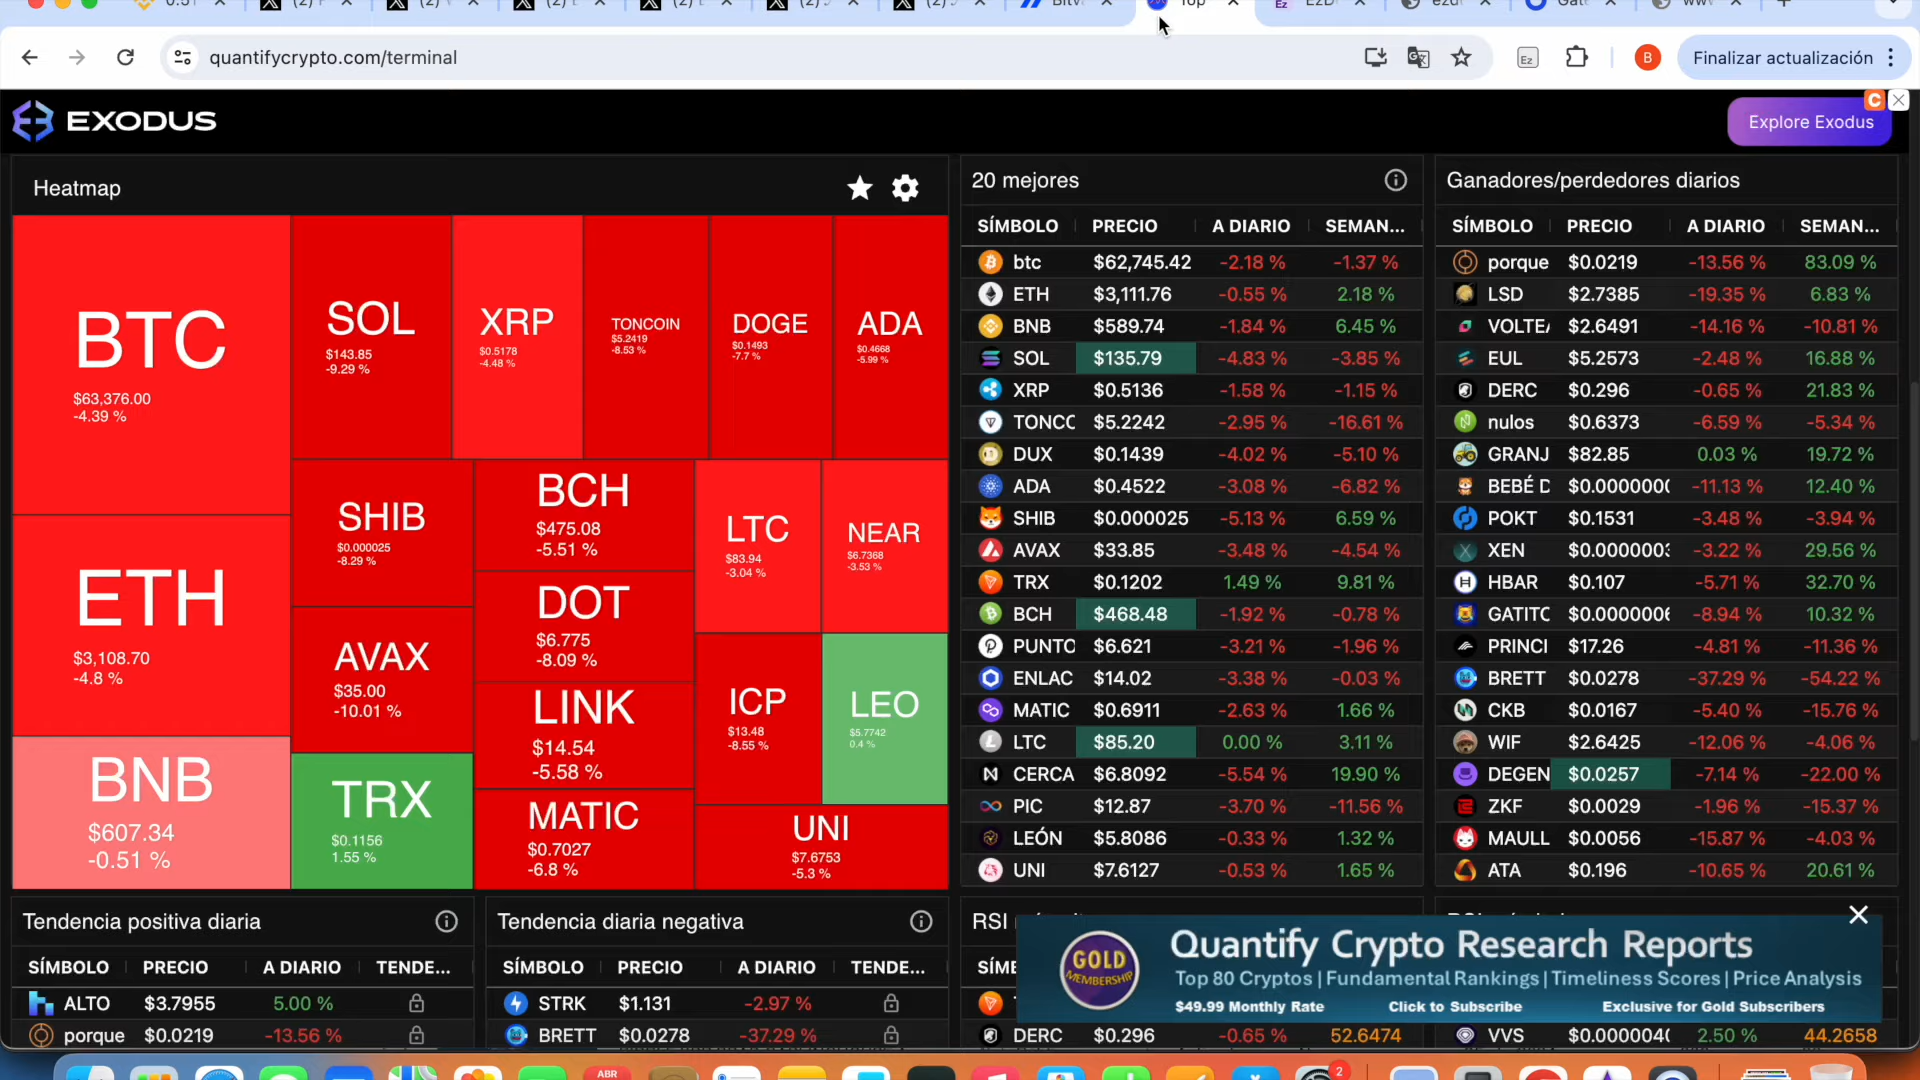 quantifycrypto.com/terminal
Ez
B
Finalizar actualización
EXODUS
Explore Exodus
C
Heatmap
BTC
$63,376.00
-4.39 %
ETH
$3,108.70
-4.8 %
BNB
$607.34
-0.51 %
SOL
$143.85
-9.29 %
XRP
$0.5178
-4.48 %
TONCOIN
$5.2419
-8.53 %
DOGE
$0.1493
-7.7 %
ADA
$0.4668
-5.99 %
SHIB
$0.000025
-8.29 %
AVAX
$35.00
-10.01 %
TRX
$0.1156
1.55 %
BCH
$475.08
-5.51 %
DOT
$6.775
-8.09 %
LINK
$14.54
-5.58 %
MATIC
$0.7027
-6.8 %
LTC
$83.94
-3.04 %
NEAR
$6.7368
-3.53 %
ICP
$13.48
-8.55 %
LEO
$5.7742
0.4 %
UNI
$7.6753
-5.3 %
20 mejores
SÍMBOLO PRECIO A DIARIO SEMAN...
btc $62,745.42 -2.18 % -1.37 %
ETH $3,111.76 -0.55 % 2.18 %
BNB $589.74 -1.84 % 6.45 %
SOL $135.79 -4.83 % -3.85 %
XRP $0.5136 -1.58 % -1.15 %
TONCC $5.2242 -2.95 % -16.61 %
DUX $0.1439 -4.02 % -5.10 %
ADA $0.4522 -3.08 % -6.82 %
SHIB $0.000025 -5.13 % 6.59 %
AVAX $33.85 -3.48 % -4.54 %
TRX $0.1202 1.49 % 9.81 %
BCH $468.48 -1.92 % -0.78 %
PUNTO $6.621 -3.21 % -1.96 %
ENLAC $14.02 -3.38 % -0.03 %
MATIC $0.6911 -2.63 % 1.66 %
LTC $85.20 0.00 % 3.11 %
CERCA $6.8092 -5.54 % 19.90 %
PIC $12.87 -3.70 % -11.56 %
LEÓN $5.8086 -0.33 % 1.32 %
UNI $7.6127 -0.53 % 1.65 %
Ganadores/perdedores diarios
SÍMBOLO PRECIO A DIARIO SEMAN...
porque $0.0219 -13.56 % 83.09 %
LSD $2.7385 -19.35 % 6.83 %
VOLTE $2.6491 -14.16 % -10.81 %
EUL $5.2573 -2.48 % 16.88 %
DERC $0.296 -0.65 % 21.83 %
nulos $0.6373 -6.59 % -5.34 %
GRANJ $82.85 0.03 % 19.72 %
BEBÉ D $0.000000 -11.13 % 12.40 %
POKT $0.1531 -3.48 % -3.94 %
XEN $0.000000 -3.22 % 29.56 %
HBAR $0.107 -5.71 % 32.70 %
GATITO $0.000000 -8.94 % 10.32 %
PRINCI $17.26 -4.81 % -11.36 %
BRETT $0.0278 -37.29 % -54.22 %
CKB $0.0167 -5.40 % -15.76 %
WIF $2.6425 -12.06 % -4.06 %
DEGEN $0.0257 -7.14 % -22.00 %
ZKF $0.0029 -1.96 % -15.37 %
MAULL $0.0056 -15.87 % -4.03 %
ATA $0.196 -10.65 % 20.61 %
Tendencia positiva diaria
SÍMBOLO PRECIO A DIARIO TENDE...
ALTO $3.7955 5.00 %
porque $0.0219 -13.56 %
Tendencia diaria negativa
SÍMBOLO PRECIO A DIARIO TENDE...
STRK $1.131 -2.97 %
BRETT $0.0278 -37.29 %
RSI
DERC $0.296 -0.65 % 52.6474
VVS $0.000040 2.50 % 44.2658
GOLD
MEMBERSHIP
Quantify Crypto Research Reports
Top 80 Cryptos | Fundamental Rankings | Timeliness Scores | Price Analysis
$49.99 Monthly Rate Click to Subscribe Exclusive for Gold Subscribers
ABR
2